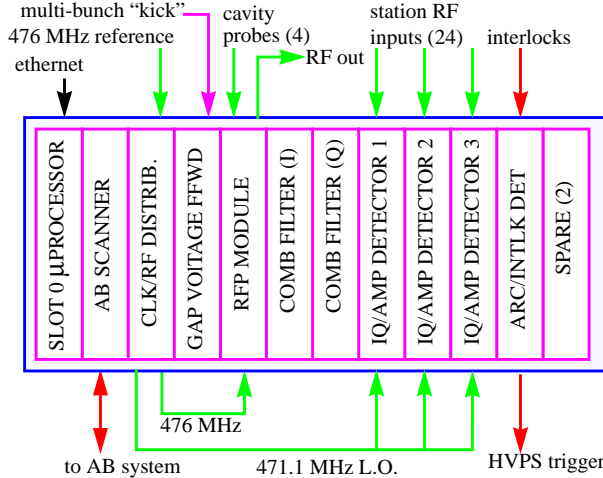 multi-bunch “kick”
476 MHz reference
ethernet
cavity
probes (4)
RF out
station RF
inputs (24)
interlocks
SLOT 0 µPROCESSOR
AB SCANNER
CLK/RF DISTRIB.
GAP VOlTAGE FFWD
RFP MODULE
COMB FILTER (I)
COMB FILTER (Q)
IQ/AMP DETECTOR 1
IQ/AMP DETECTOR 2
IQ/AMP DETECTOR 3
ARC/INTLK DET
SPARE (2)
476 MHz
to AB system
471.1 MHz L.O.
HVPS trigger